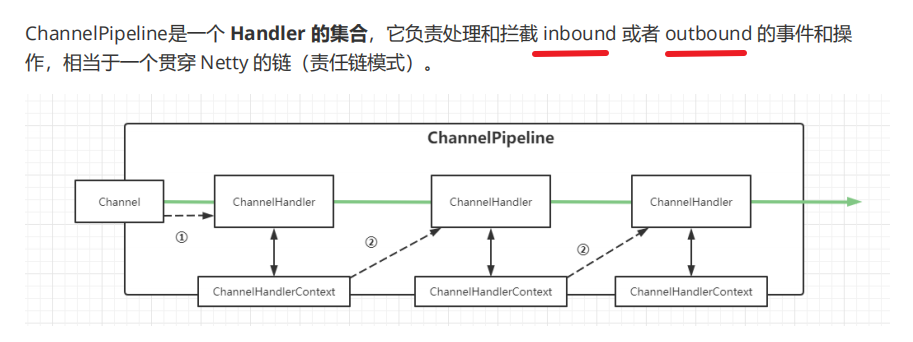 ChannelPipeline是一个 Handler 的集合，它负责处理和拦截 inbound 或者 outbound 的事件和操
作，相当于一个贯穿 Netty 的链（责任链模式）。
ChannelPipeline
Channel
ChannelHandler
ChannelHandler
ChannelHandler
①
②
②
ChannelHandlerContext
ChannelHandlerContext
ChannelHandlerContext